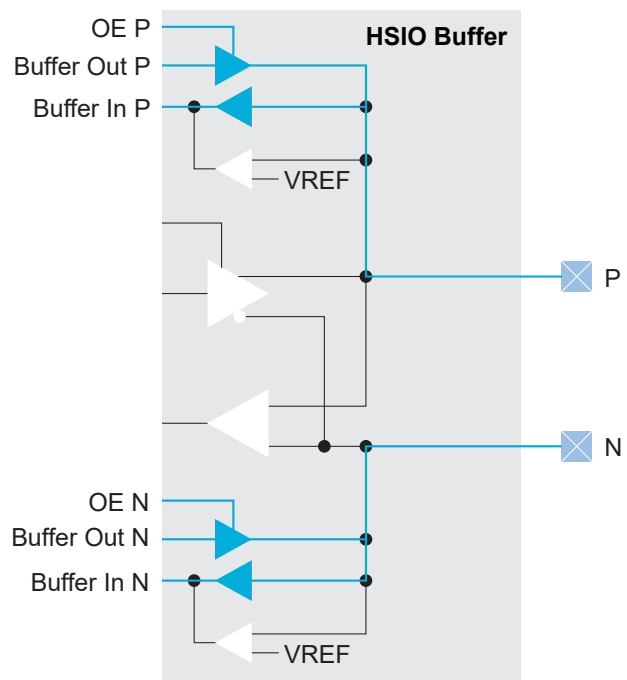 OE P
HSIO Buffer
Buffer Out P
Buffer In P
VREF
P
N
OE N
Buffer Out N
Buffer In N
VREF